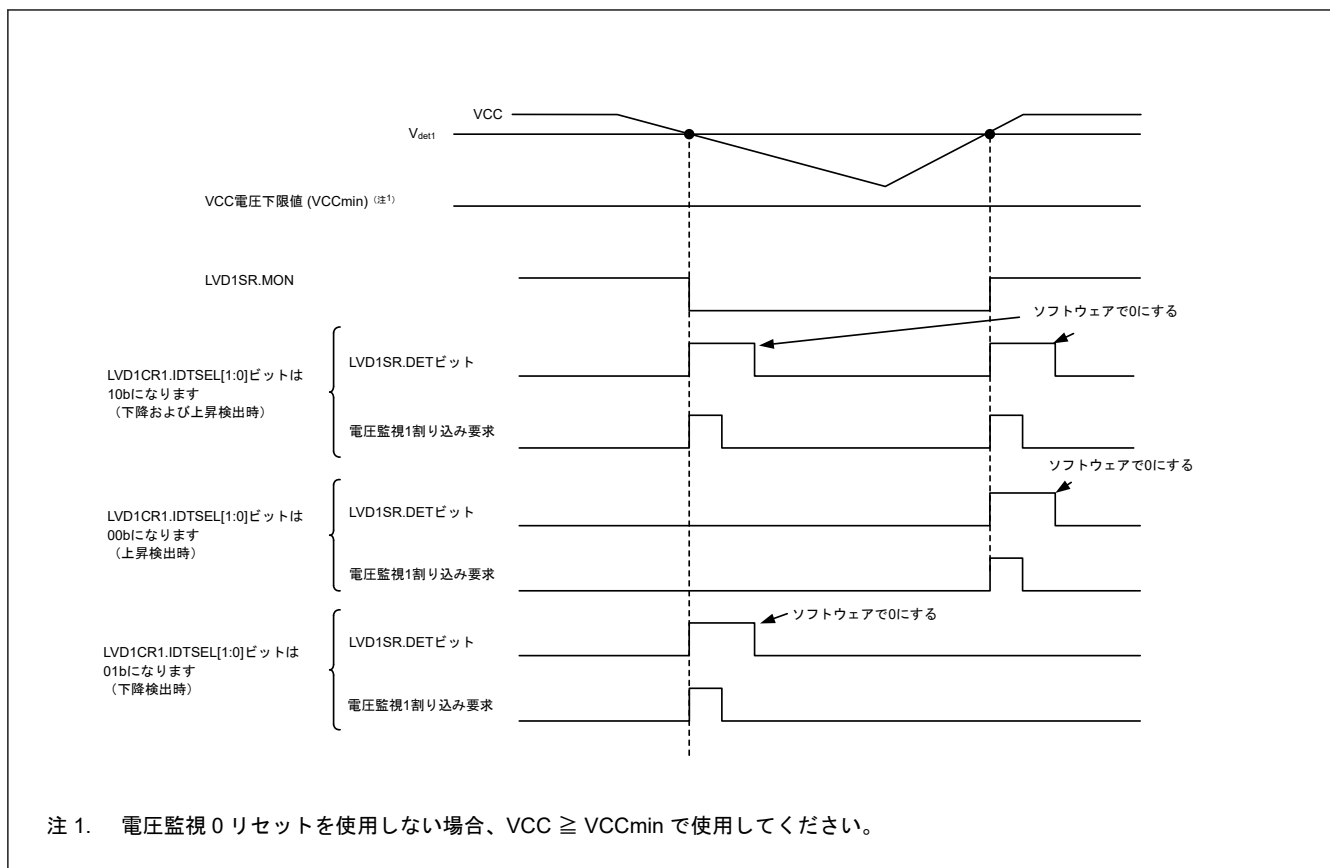 VCC
Vdet1
VCC電圧下限値 (VCCmin)（注1）
LVD1SR.MON
ソフトウェアで0にする
LVD1CR1.IDTSEL[1:0]ビットは
10bになります
（下降および上昇検出時）
LVD1SR.DETビット
電圧監視1割り込み要求
ソフトウェアで0にする
LVD1CR1.IDTSEL[1:0]ビットは
00bになります
（上昇検出時）
LVD1SR.DETビット
電圧監視1割り込み要求
ソフトウェアで0にする
LVD1CR1.IDTSEL[1:0]ビットは
01bになります
（下降検出時）
LVD1SR.DETビット
電圧監視1割り込み要求
注 1. 電圧監視 0 リセットを使用しない場合、VCC ≧ VCCmin で使用してください。